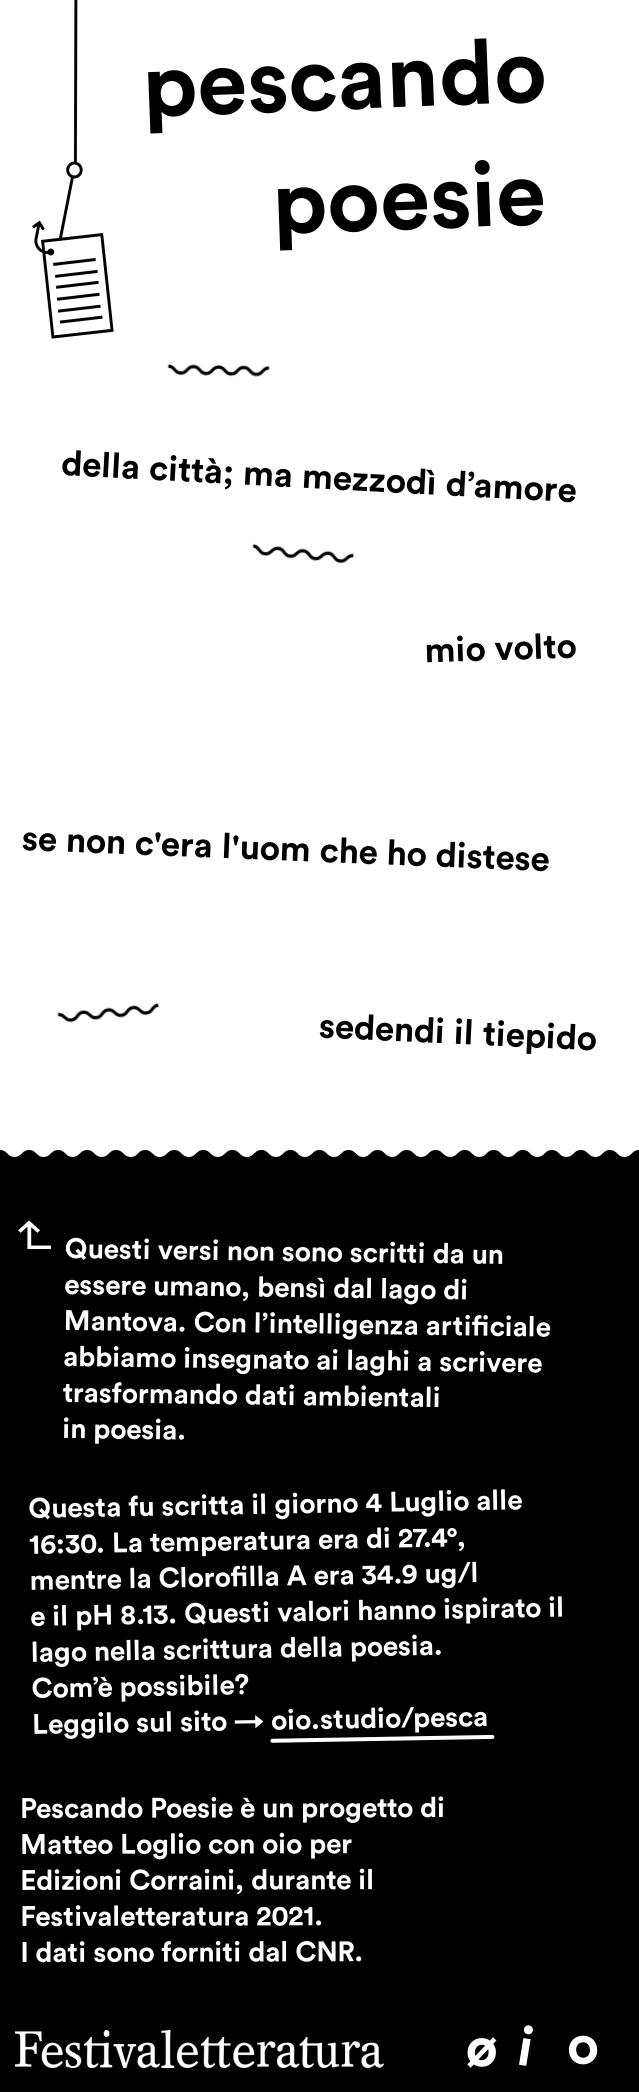 pescando
poesie
della città; ma mezzodì d’amore
mio volto
se non c'era l'uom che ho distese
sedendi il tiepido
Questi versi non sono scritti da un
essere umano, bensì dal lago di
Mantova. Con l’intelligenza artificiale
abbiamo insegnato ai laghi a scrivere
trasformando dati ambientali
in poesia.
Questa fu scritta il giorno 4 Luglio alle
16:30. La temperatura era di 27.4°,
mentre la Clorofilla A era 34.9 ug/l
e il pH 8.13. Questi valori hanno ispirato il
lago nella scrittura della poesia.
Com’è possibile?
Leggilo sul sito → oio.studio/pesca
Pescando Poesie è un progetto di
Matteo Loglio con oio per
Edizioni Corraini, durante il
Festivaletteratura 2021.
I dati sono forniti dal CNR.
Festivaletteratura ø i o